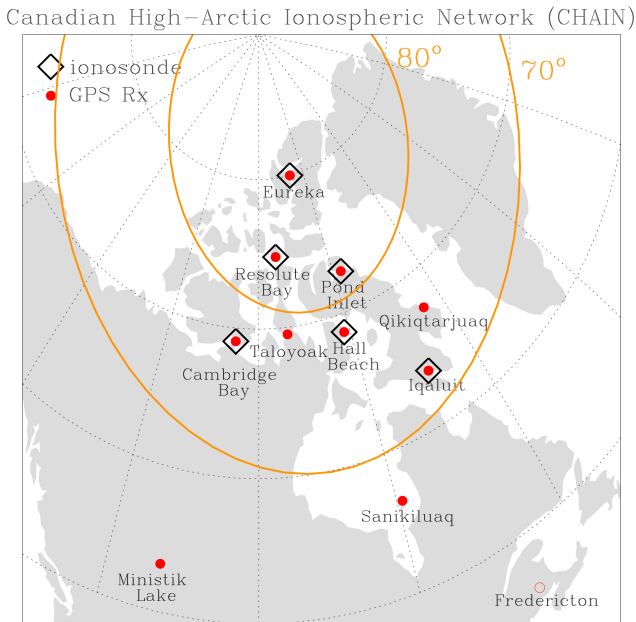 Canadian High-Arctic Ionospheric Network (CHAIN)
ionosonde
GPS Rx
80°
70°
Eureka
Resolute
Bay
Pond
Inlet
Qikiqtarjuaq
Taloyoak
Hall
Beach
Cambridge
Bay
Iqaluit
Sanikiluaq
Ministik
Lake
Fredericton